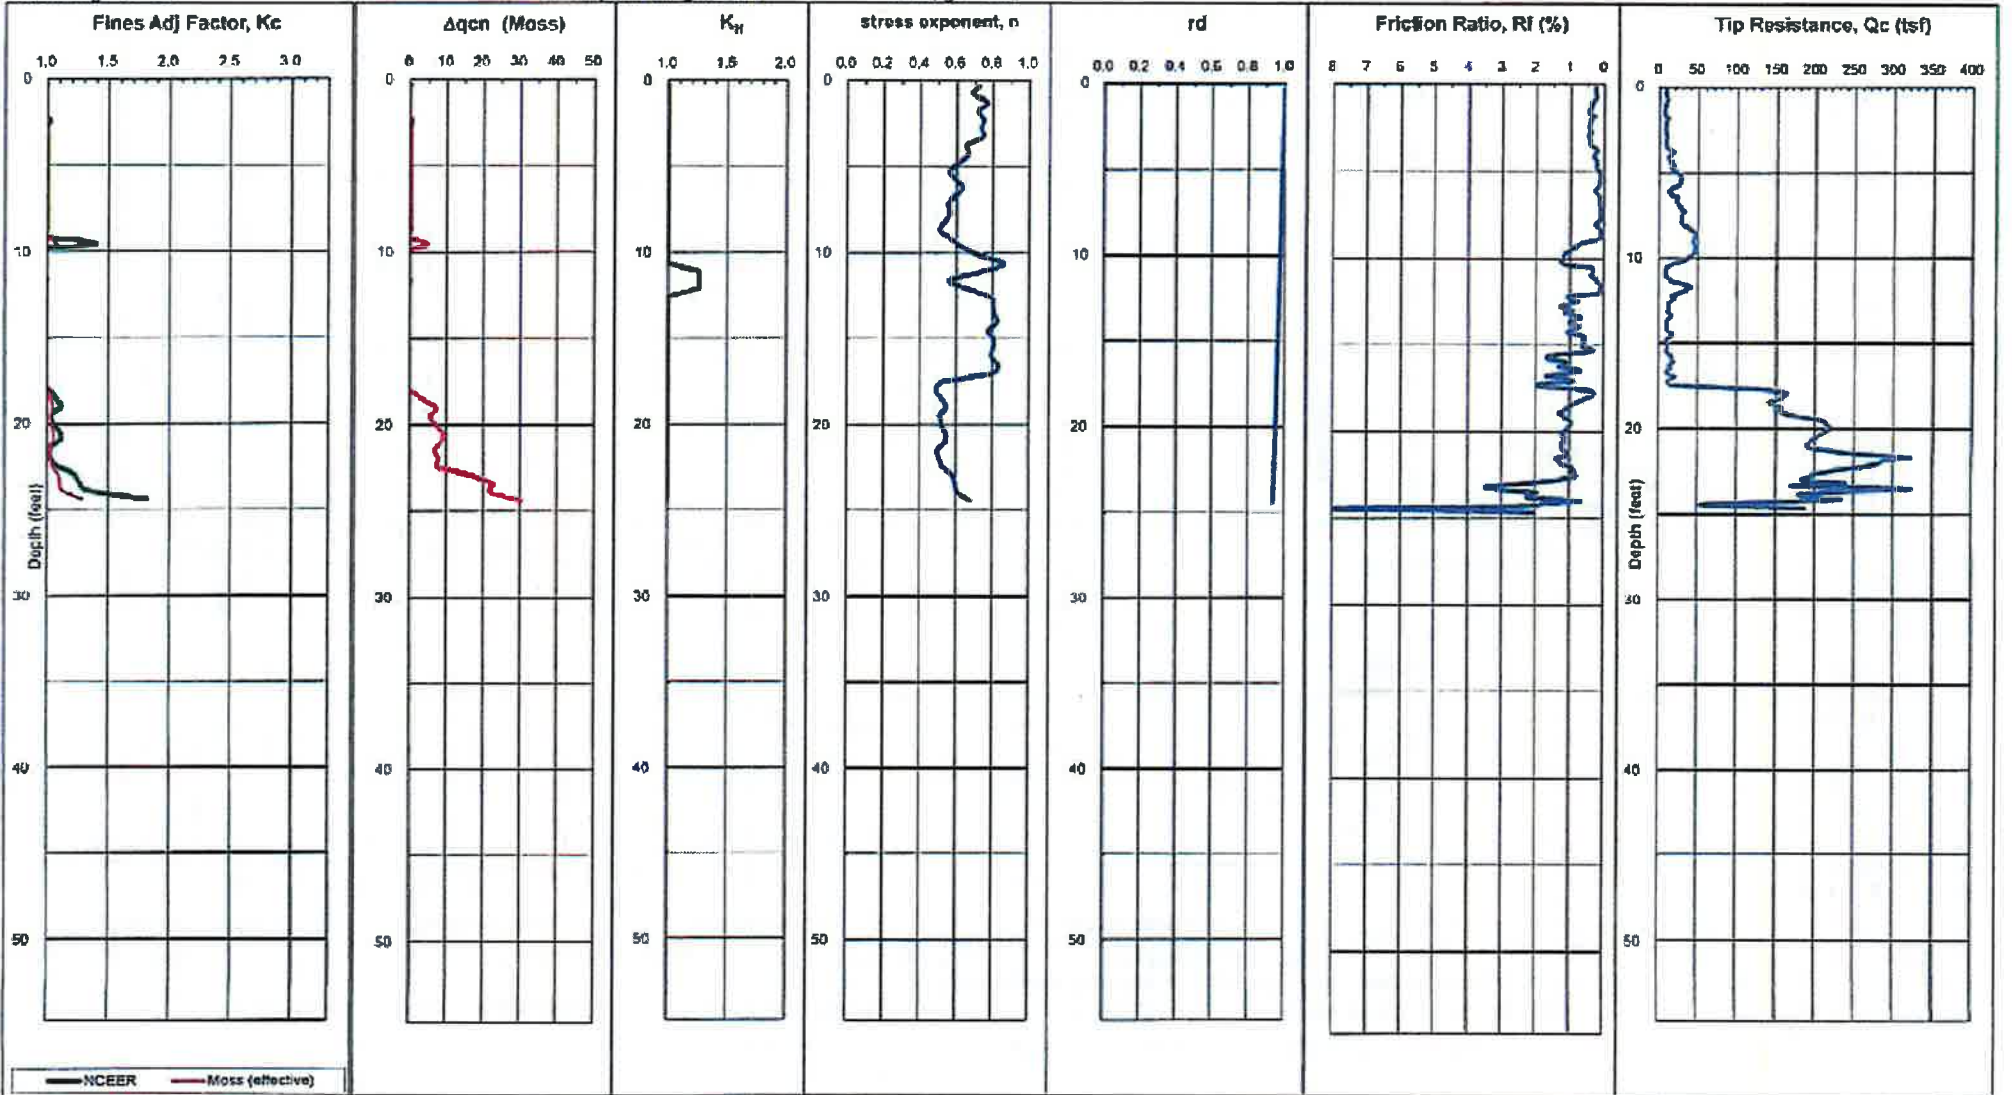 Fines Adj Factor, Kc
1.0 1.5 2.0 2.5 3.0
0
10
20
30
40
50
Depth (feet)
NCEER Moss (effective)
Δqcn (Moss)
0 10 20 30 40 50
0
10
20
30
40
50
KH
1.0 1.5 2.0
0
10
20
30
40
50
stress exponent, n
0.0 0.2 0.4 0.6 0.8 1.0
0
10
20
30
40
50
rd
0.0 0.2 0.4 0.6 0.8 1.0
0
10
20
30
40
50
Friction Ratio, Rf (%)
8 7 6 5 4 3 2 1 0
Tip Resistance, Qc (tsf)
0 50 100 150 200 250 300 350 400
0
10
20
30
40
50
Depth (feet)